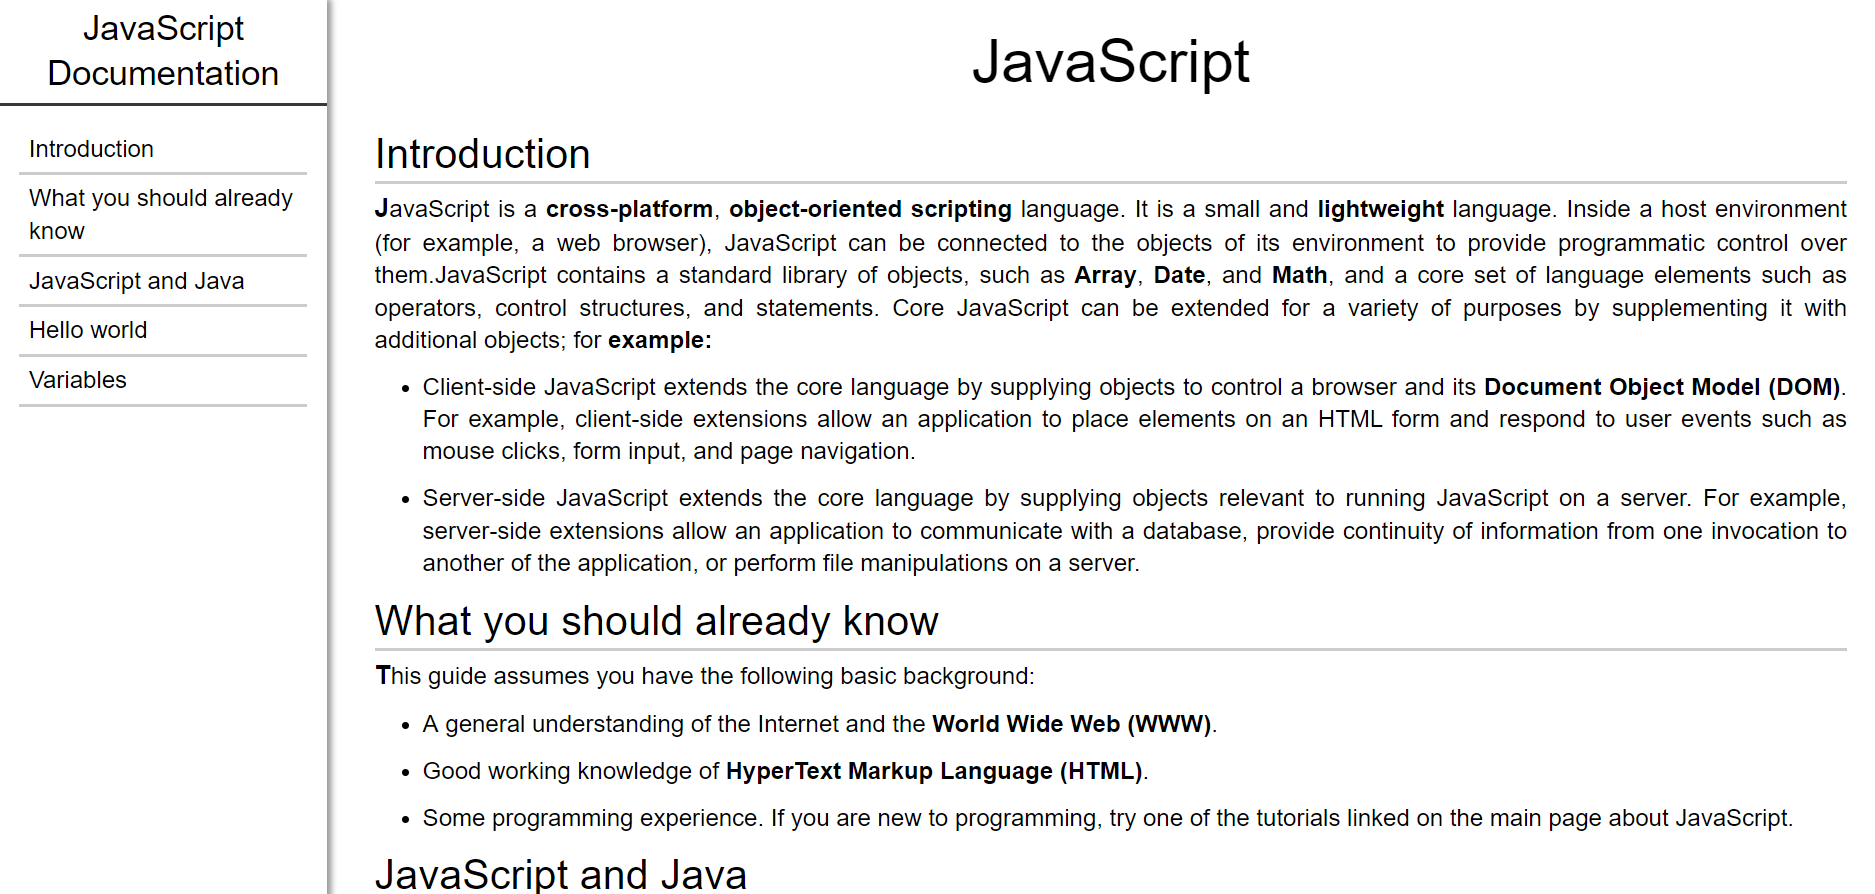 JavaScript
Documentation
Introduction
What you should already
know
JavaScript and Java
Hello world
Variables
JavaScript
Introduction
JavaScript is a cross-platform, object-oriented scripting language. It is a small and lightweight language. Inside a host environment
(for example, a web browser), JavaScript can be connected to the objects of its environment to provide programmatic control over
them.JavaScript contains a standard library of objects, such as Array, Date, and Math, and a core set of language elements such as
operators, control structures, and statements. Core JavaScript can be extended for a variety of purposes by supplementing it with
additional objects; for example:
• Client-side JavaScript extends the core language by supplying objects to control a browser and its Document Object Model (DOM).
For example, client-side extensions allow an application to place elements on an HTML form and respond to user events such as
mouse clicks, form input, and page navigation.
• Server-side JavaScript extends the core language by supplying objects relevant to running JavaScript on a server. For example,
server-side extensions allow an application to communicate with a database, provide continuity of information from one invocation to
another of the application, or perform file manipulations on a server.
What you should already know
This guide assumes you have the following basic background:
• A general understanding of the Internet and the World Wide Web (WWW).
• Good working knowledge of HyperText Markup Language (HTML).
• Some programming experience. If you are new to programming, try one of the tutorials linked on the main page about JavaScript.
JavaScript and Java